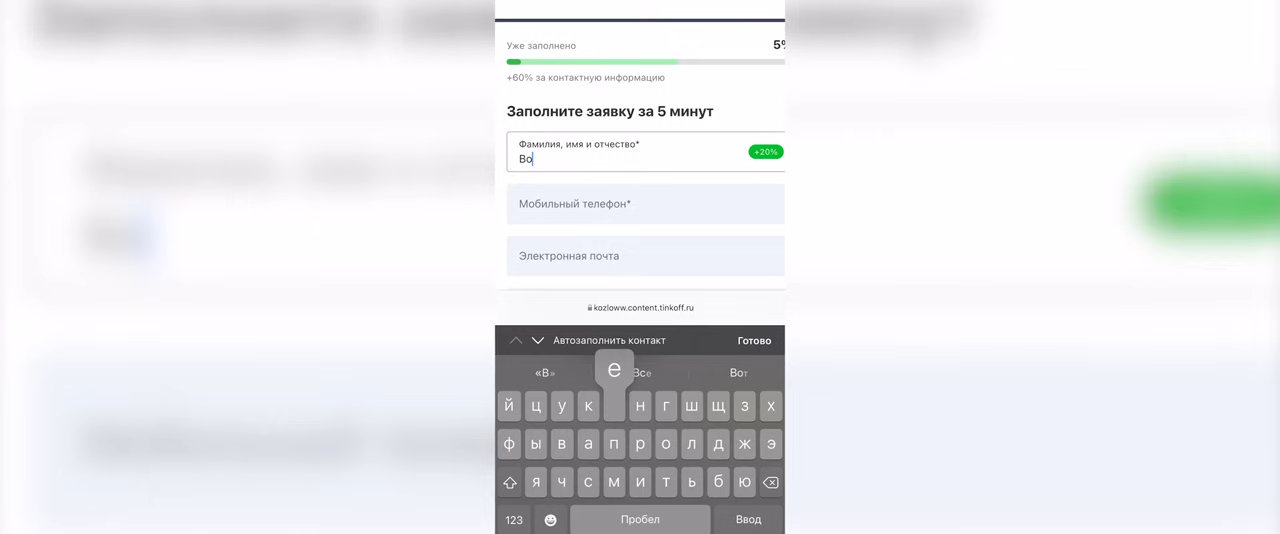 Уже заполнено
5%
+60% за контактную информацию
Заполните заявку за 5 минут
Фамилия, имя и отчество*
Во
+20%
Мобильный телефон*
Электронная почта
kozloww.content.tinkoff.ru
Автозаполнить контакт
Готово
«В» Все Вот
е
й ц у к н г ш щ з х
ф ы в а п р о л д ж э
я ч с м и т ь б ю
123 Пробел Ввод